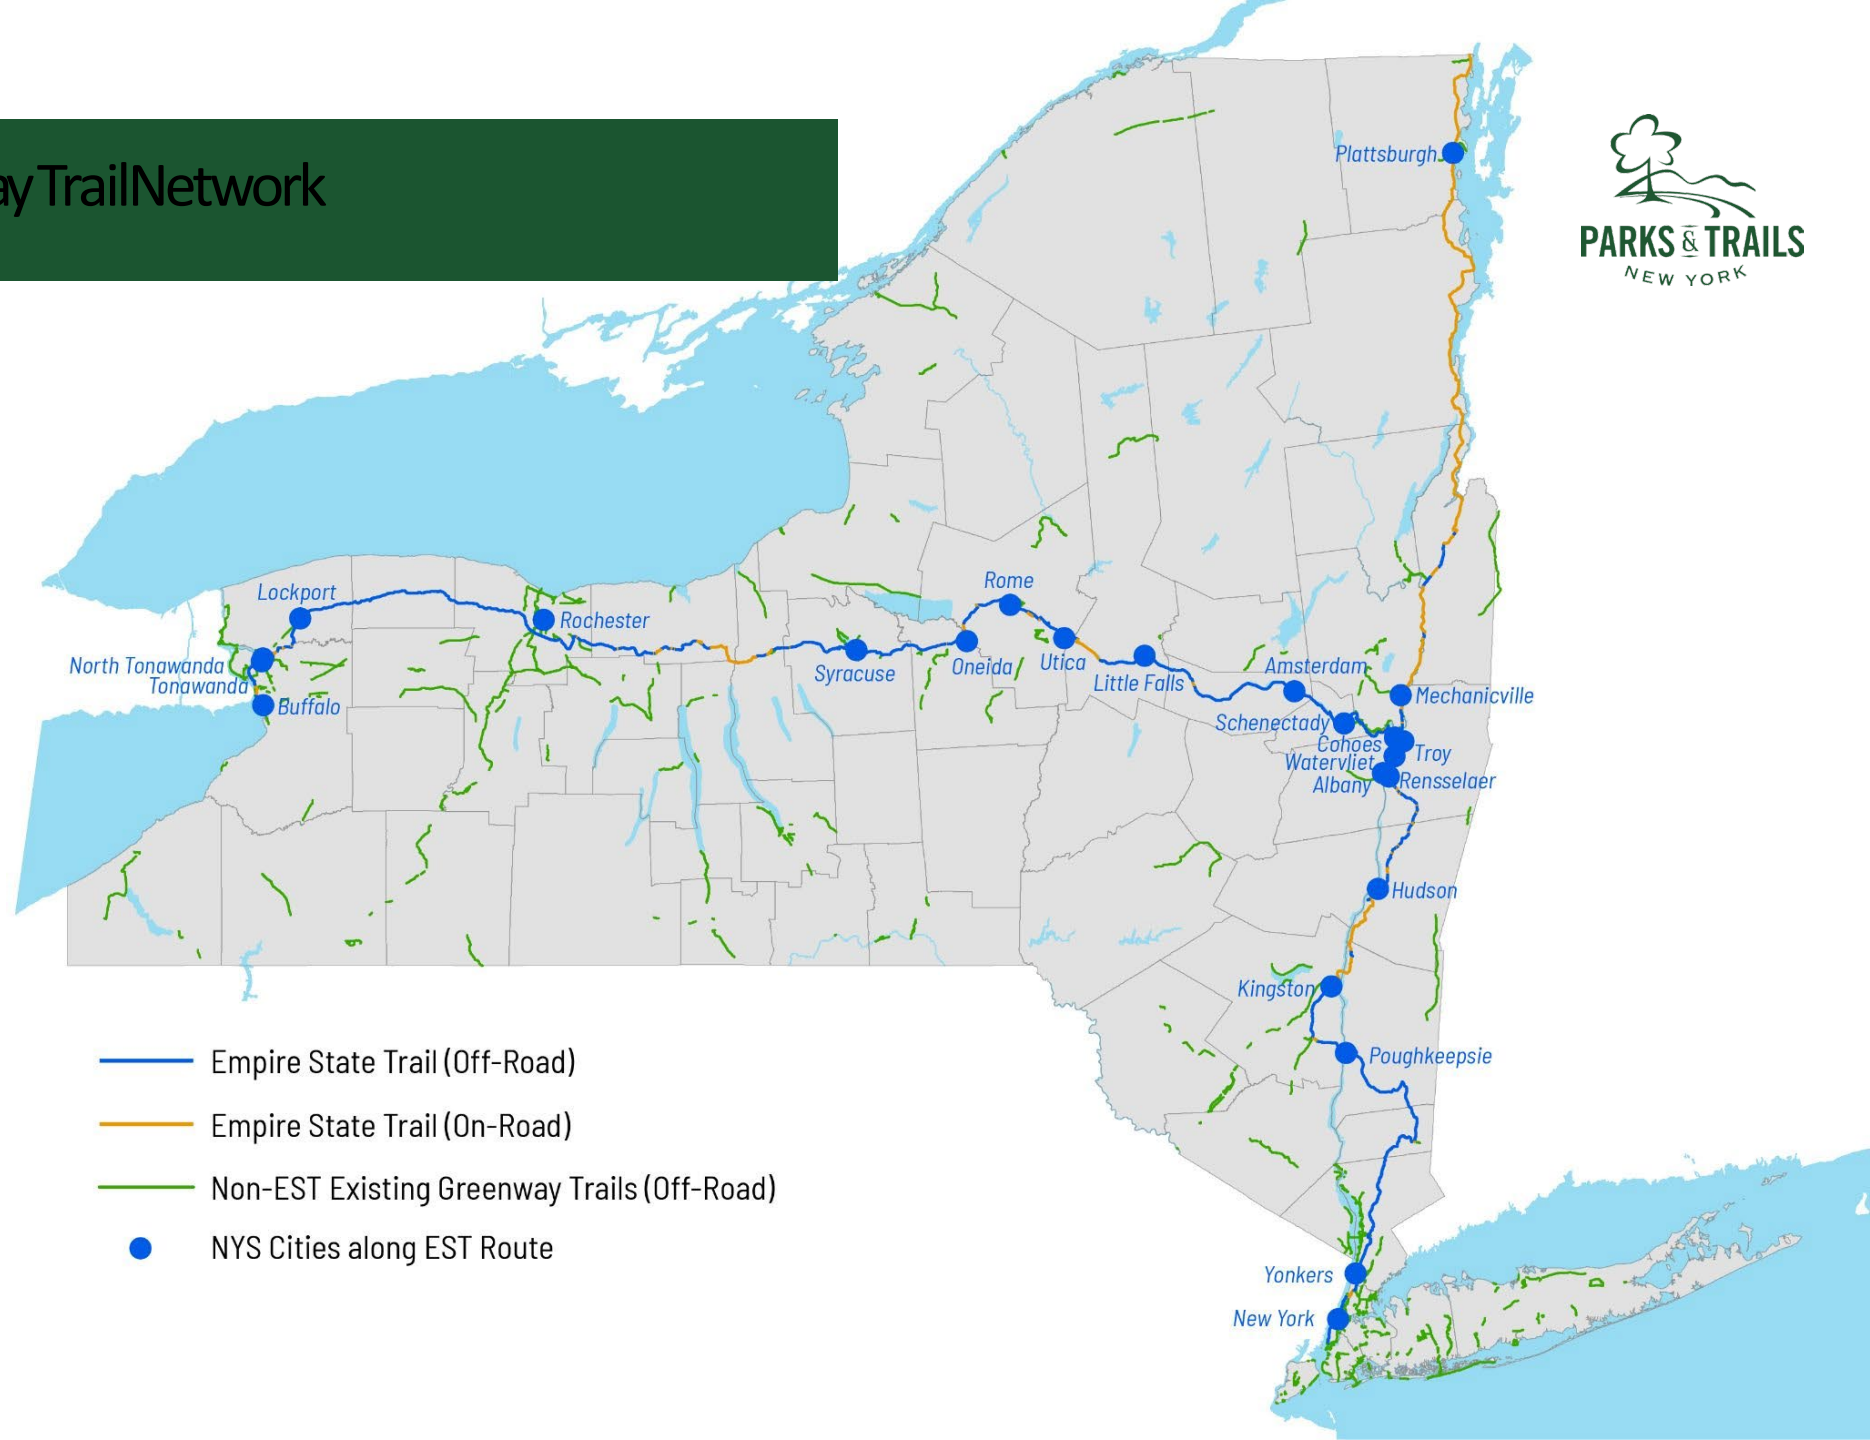 ay TrailNetwork
PARKS & TRAILS
NEW YORK
Plattsburgh
Lockport
Rochester
North Tonawanda
Tonawanda
Buffalo
Syracuse
Oneida
Rome
Utica
Little Falls
Amsterdam
Mechanicville
Schenectady
Cohoes
Troy
Watervliet
Albany
Rensselaer
Hudson
Kingston
Poughkeepsie
Yonkers
New York
Empire State Trail (Off-Road)
Empire State Trail (On-Road)
Non-EST Existing Greenway Trails (Off-Road)
NYS Cities along EST Route